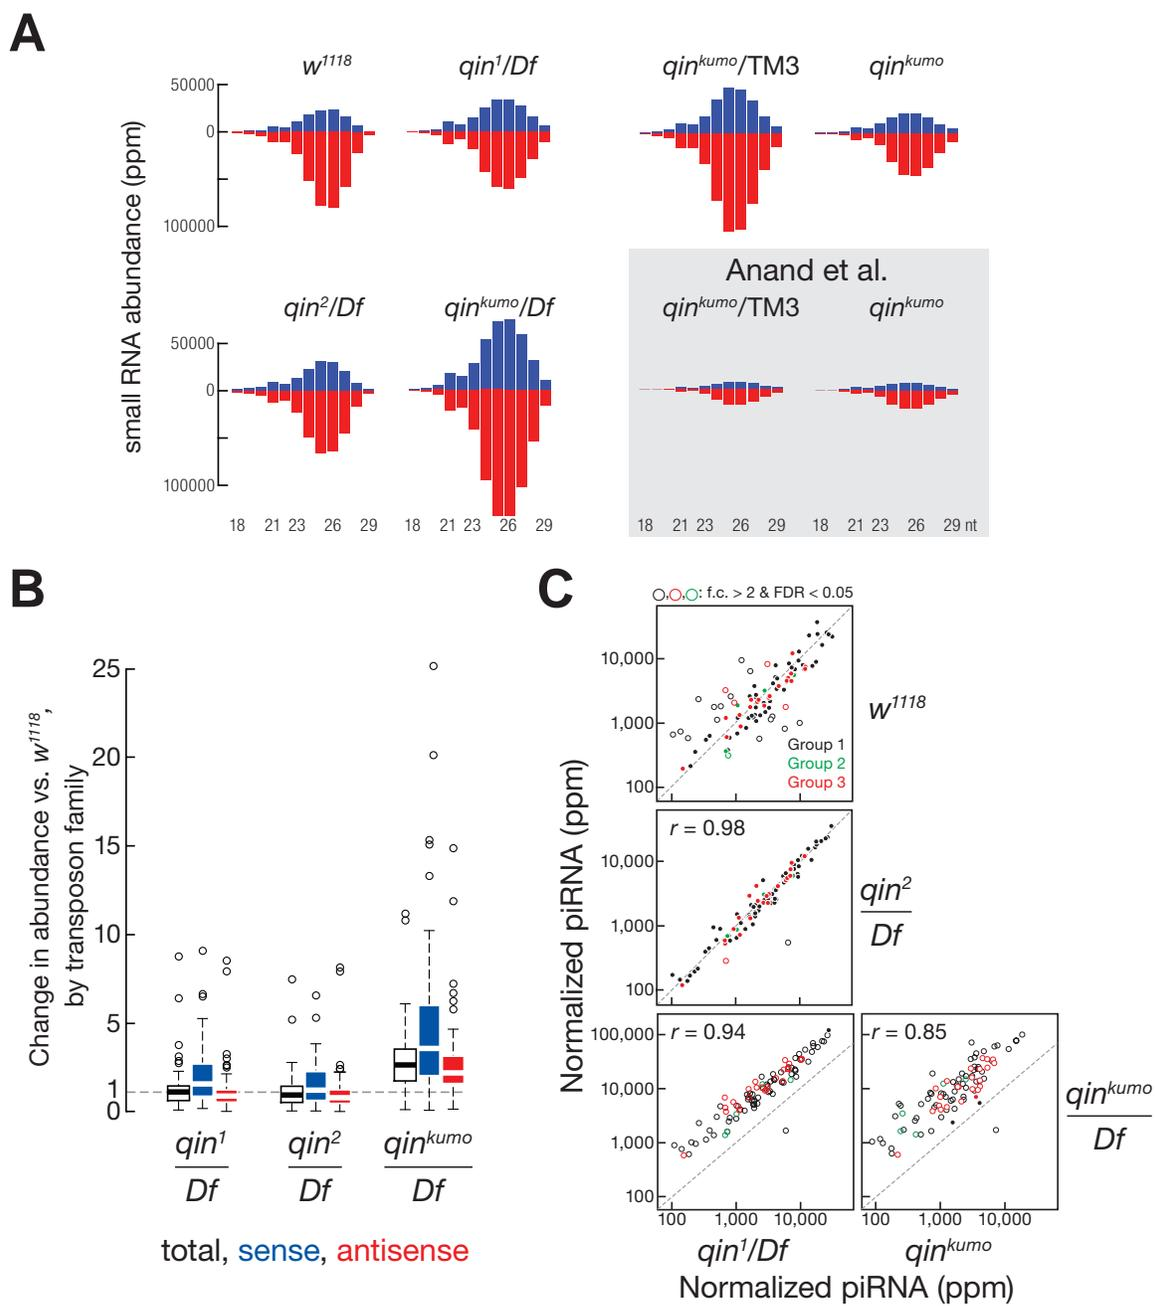 A
w1118
qin1/Df
qinkumo/TM3
qinkumo
50000
0
100000
small RNA abundance (ppm)
Anand et al.
qin2/Df
qinkumo/Df
qinkumo/TM3
qinkumo
50000
0
100000
18 21 23 26 29 18 21 23 26 29 18 21 23 26 29 18 21 23 26 29 nt
B
Change in abundance vs. w1118,
by transposon family
25
20
15
10
5
1
0
qin1
Df
qin2
Df
qinkumo
Df
total, sense, antisense
C
: f.c. > 2 & FDR < 0.05
10,000
1,000
100
Group 1
Group 2
Group 3
w1118
r = 0.98
10,000
1,000
100
qin2
Df
Normalized piRNA (ppm)
r = 0.94
r = 0.85
100,000
10,000
1,000
100
qinkumo
Df
100 1,000 10,000 100 1,000 10,000
qin1/Df
qinkumo
Normalized piRNA (ppm)